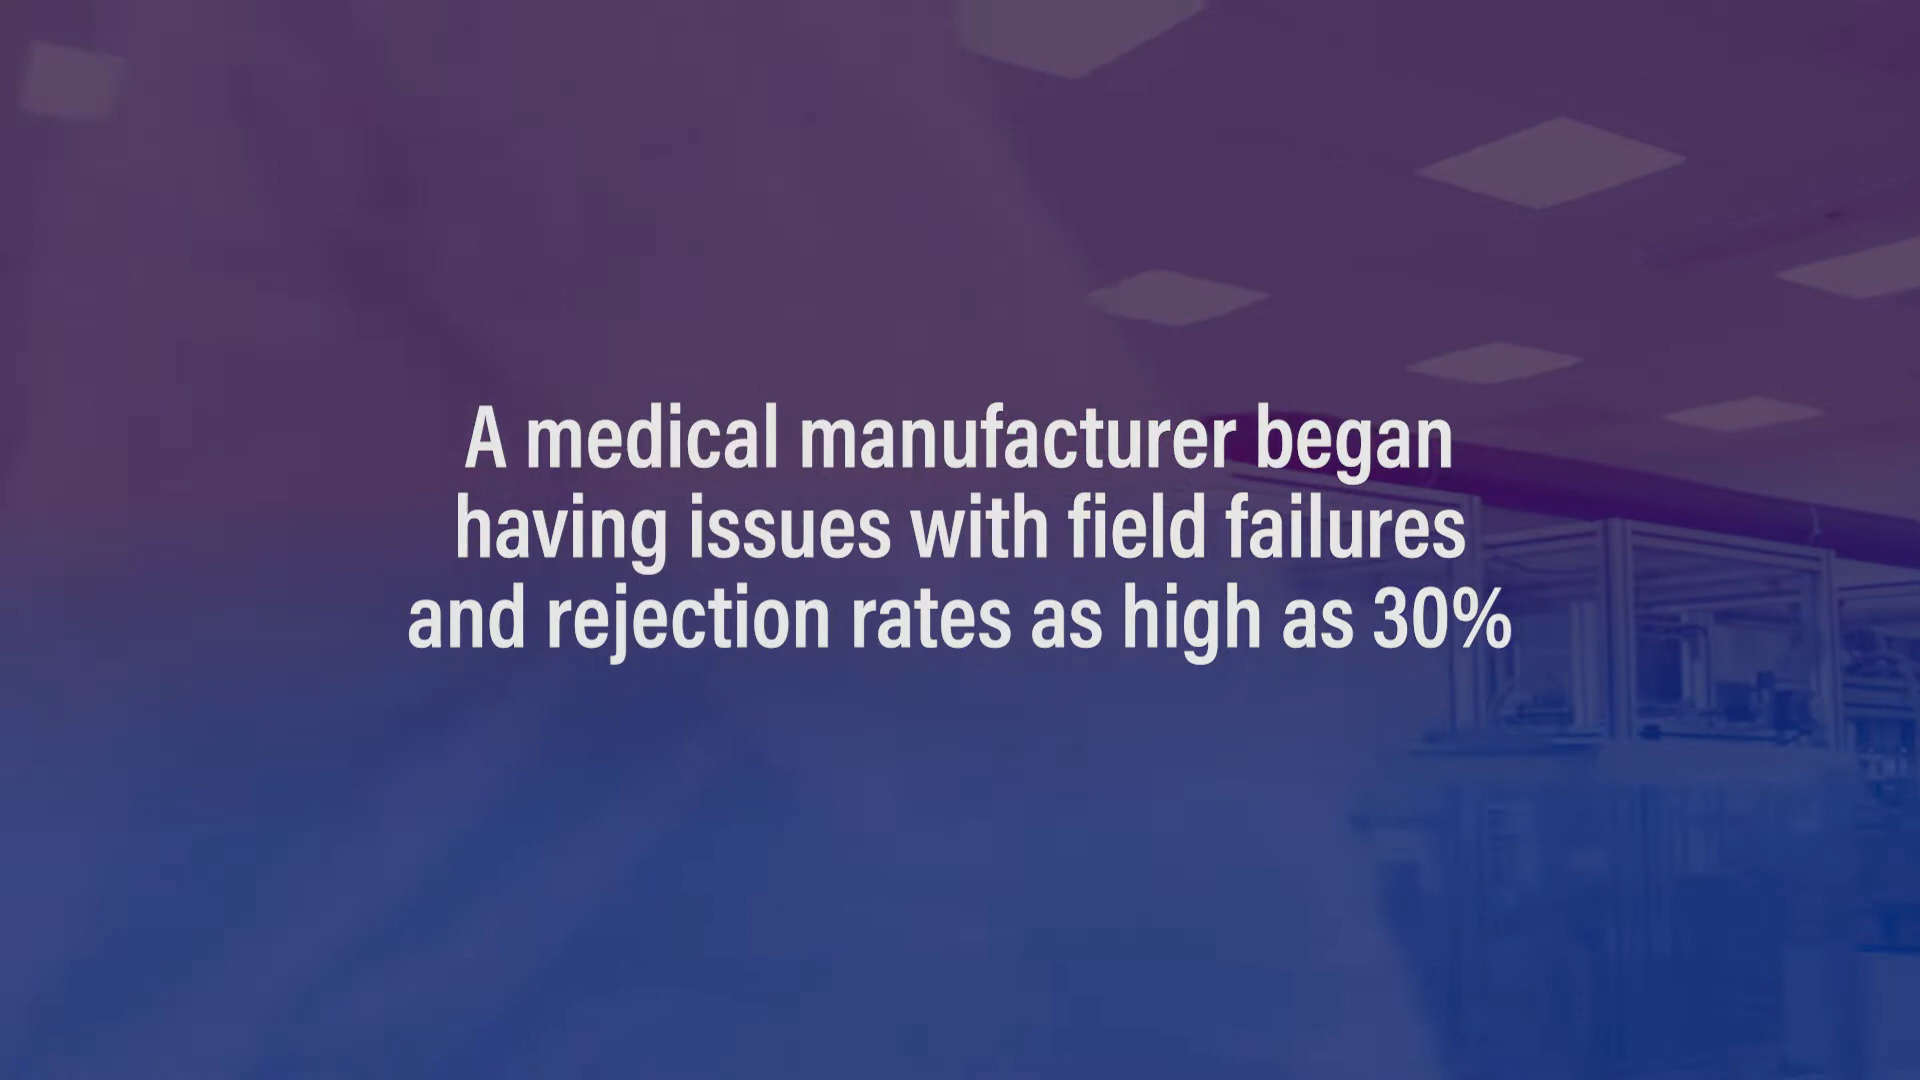 A medical manufacturer began
having issues with field failures
and rejection rates as high as 30%